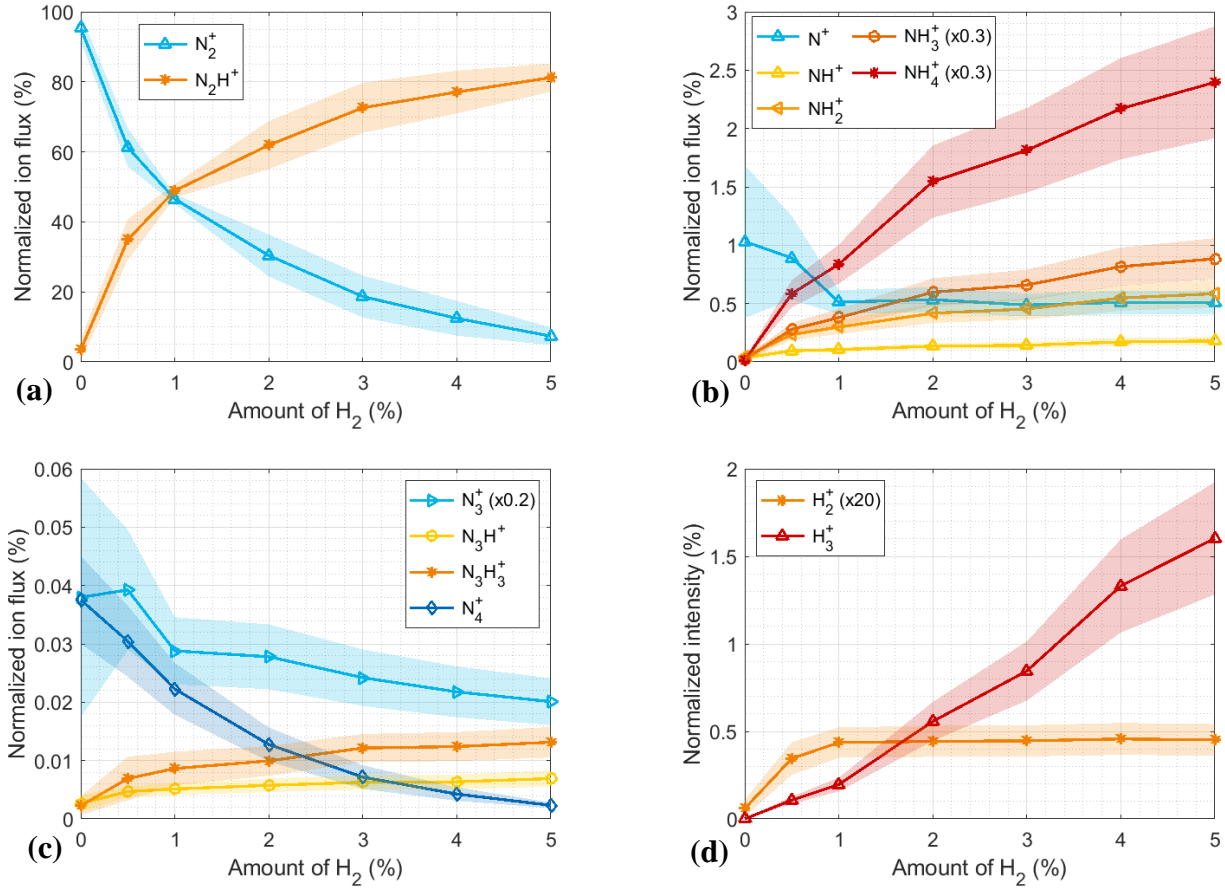 100
80
60
40
20
0
Normalized ion flux (%)
N₂⁺
N₂H⁺
0 1 2 3 4 5
Amount of H₂ (%)
(a)
3
2.5
2
1.5
1
0.5
0
Normalized ion flux (%)
N⁺ NH₃⁺ (x0.3)
NH⁺ NH₄⁺ (x0.3)
NH₂⁺
0 1 2 3 4 5
Amount of H₂ (%)
(b)
0.06
0.05
0.04
0.03
0.02
0.01
0
Normalized ion flux (%)
N₃⁺ (x0.2)
N₃H⁺
N₃H₃⁺
N₄⁺
0 1 2 3 4 5
Amount of H₂ (%)
(c)
2
1.5
1
0.5
0
Normalized intensity (%)
H₂⁺ (x20)
H₃⁺
0 1 2 3 4 5
Amount of H₂ (%)
(d)